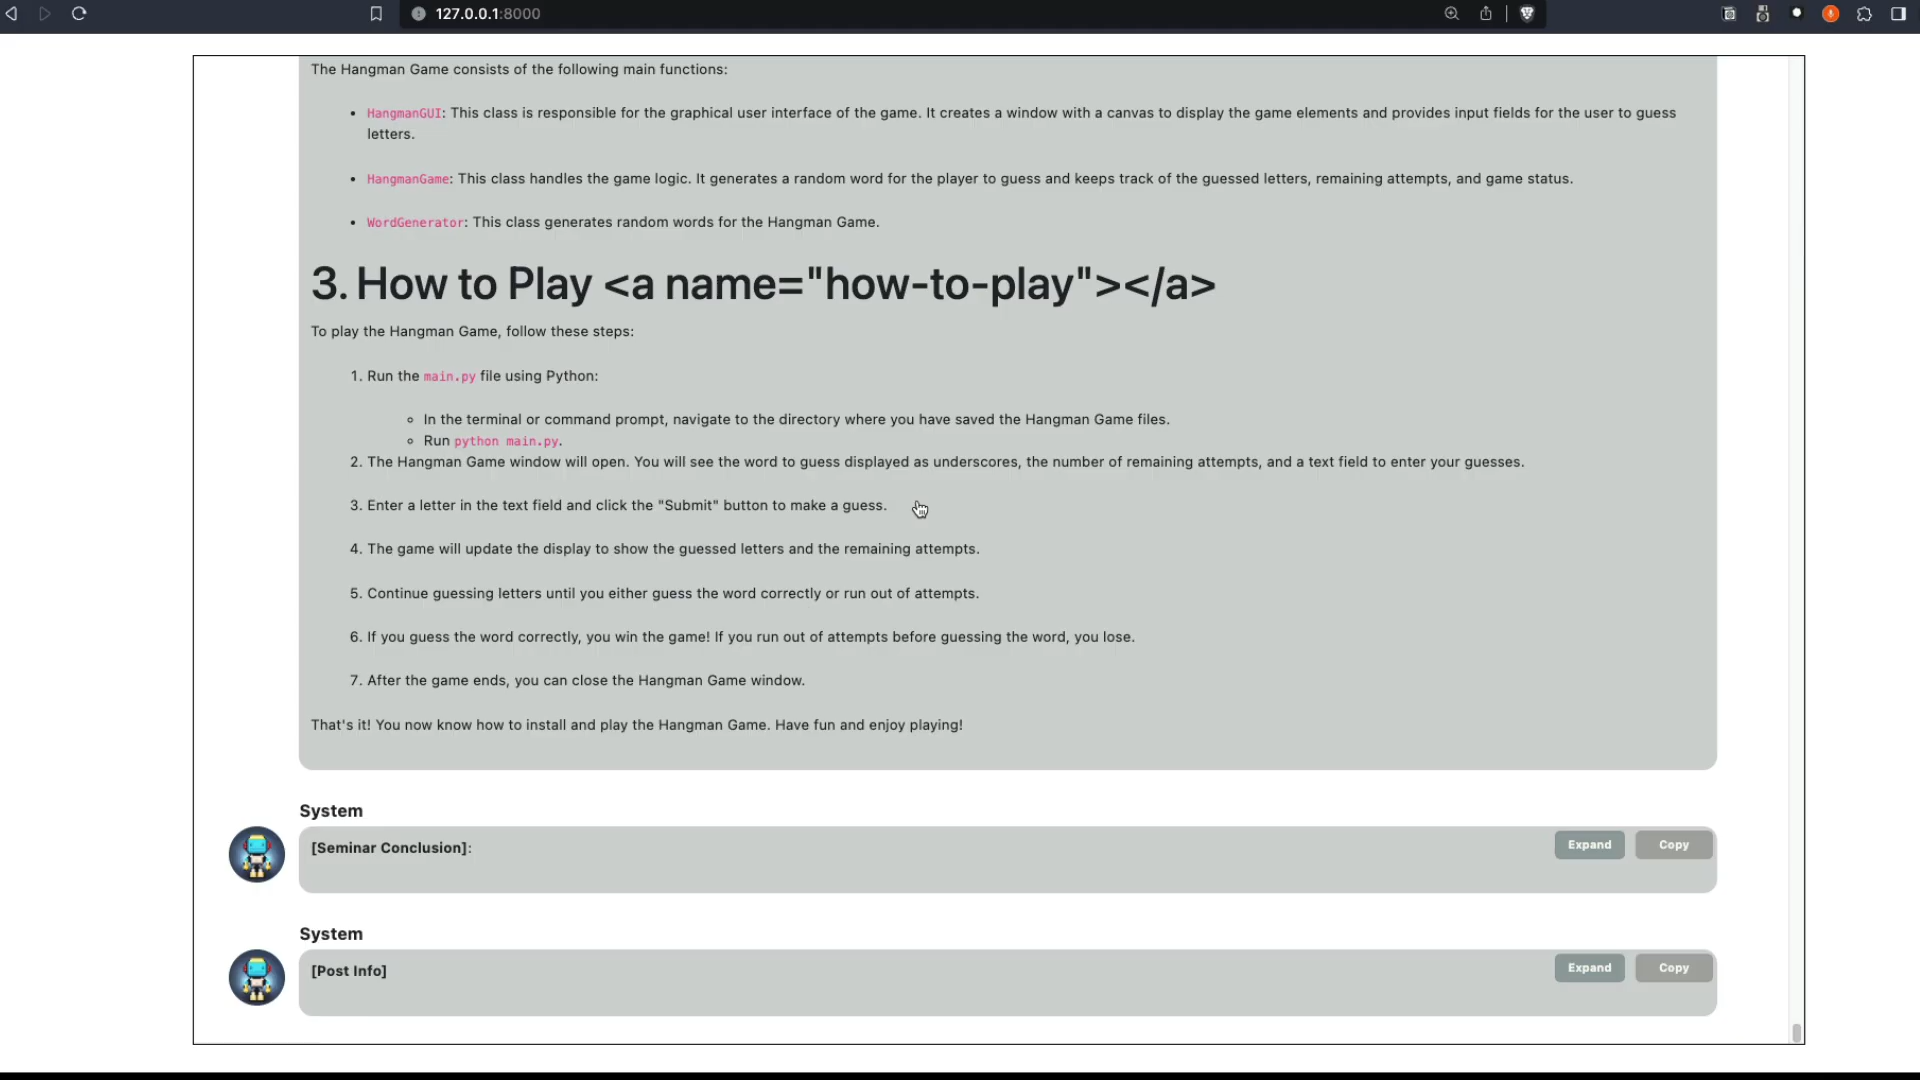 127.0.0.1:8000
The Hangman Game consists of the following main functions:
• HangmanGUI: This class is responsible for the graphical user interface of the game. It creates a window with a canvas to display the game elements and provides input fields for the user to guess
letters.
• HangmanGame: This class handles the game logic. It generates a random word for the player to guess and keeps track of the guessed letters, remaining attempts, and game status.
• WordGenerator: This class generates random words for the Hangman Game.
3. How to Play <a name="how-to-play"></a>
To play the Hangman Game, follow these steps:
1. Run the main.py file using Python:
◦ In the terminal or command prompt, navigate to the directory where you have saved the Hangman Game files.
◦ Run python main.py.
2. The Hangman Game window will open. You will see the word to guess displayed as underscores, the number of remaining attempts, and a text field to enter your guesses.
3. Enter a letter in the text field and click the "Submit" button to make a guess.
4. The game will update the display to show the guessed letters and the remaining attempts.
5. Continue guessing letters until you either guess the word correctly or run out of attempts.
6. If you guess the word correctly, you win the game! If you run out of attempts before guessing the word, you lose.
7. After the game ends, you can close the Hangman Game window.
That's it! You now know how to install and play the Hangman Game. Have fun and enjoy playing!
System
[Seminar Conclusion]:
Expand Copy
System
[Post Info]
Expand Copy